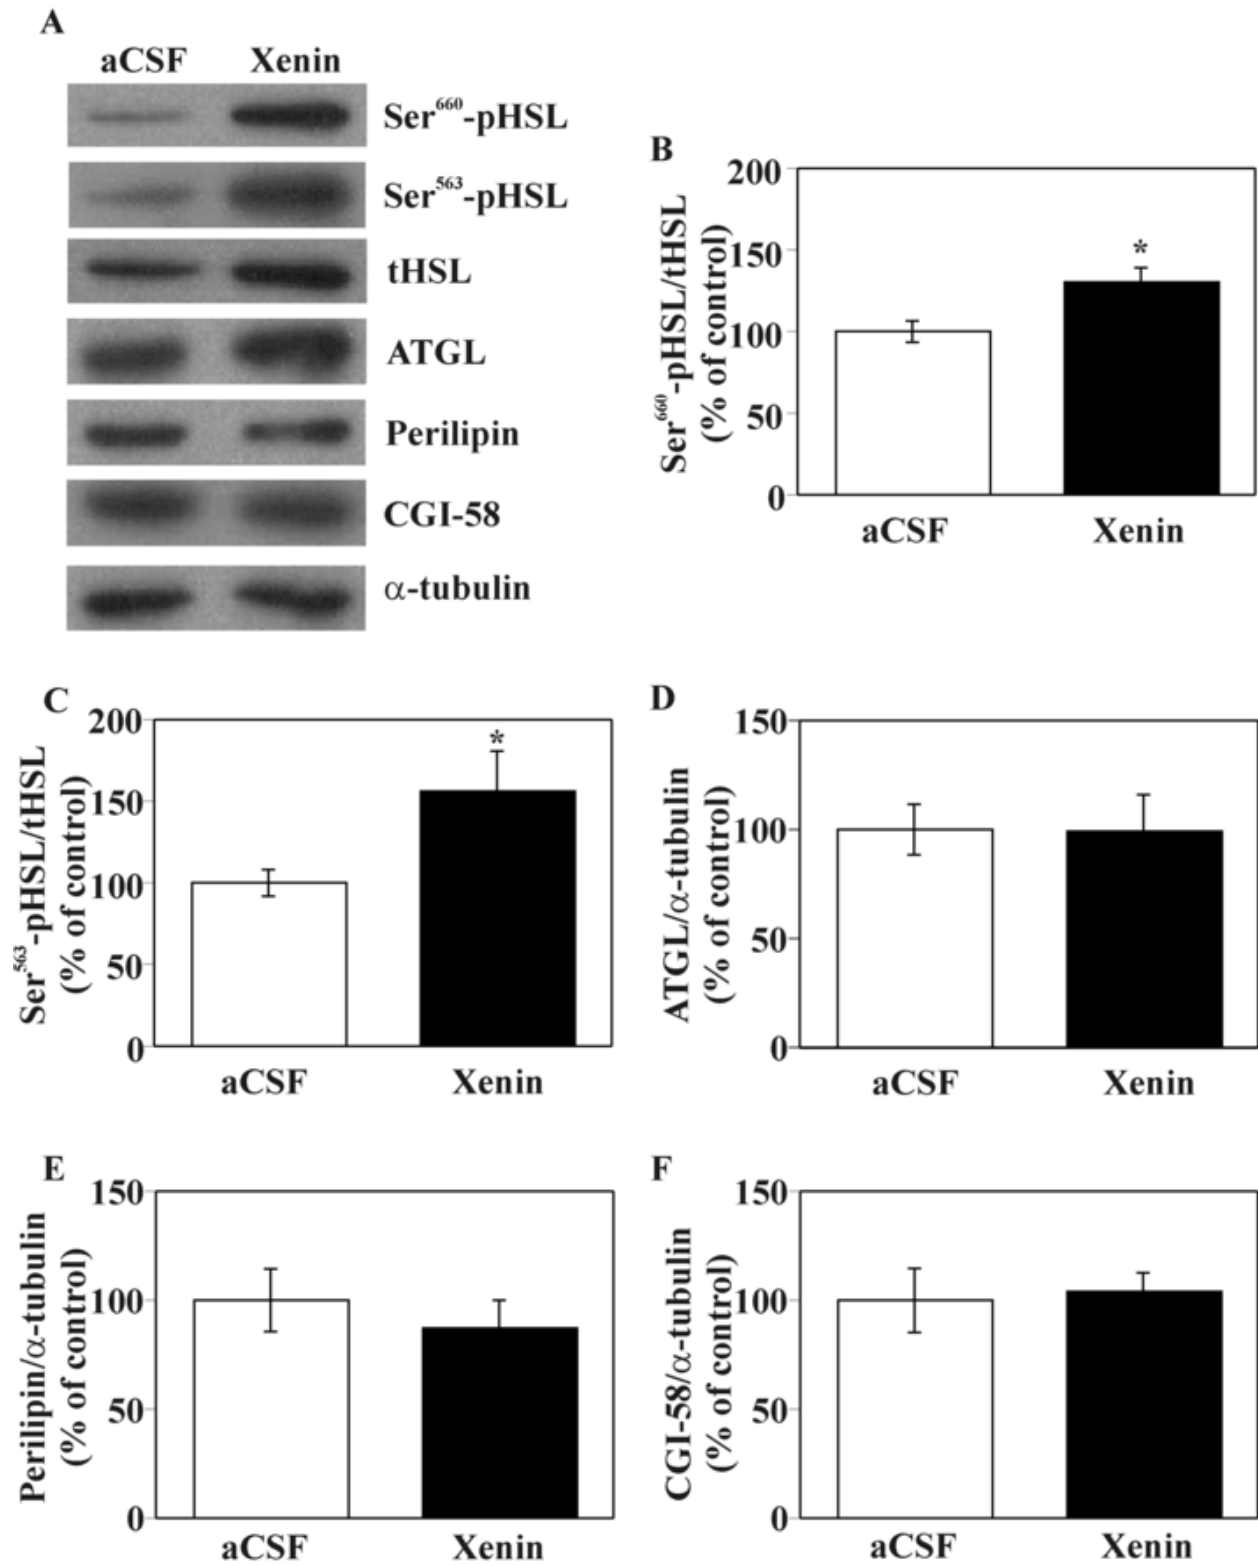 A
aCSF Xenin
Ser660-pHSL
Ser563-pHSL
tHSL
ATGL
Perilipin
CGI-58
α-tubulin
B
Ser660-pHSL/tHSL
(% of control)
200
150
100
50
0
*
aCSF Xenin
C
Ser563-pHSL/tHSL
(% of control)
200
150
100
50
0
*
aCSF Xenin
D
ATGL/α-tubulin
(% of control)
150
100
50
0
aCSF Xenin
E
Perilipin/α-tubulin
(% of control)
150
100
50
0
aCSF Xenin
F
CGI-58/α-tubulin
(% of control)
150
100
50
0
aCSF Xenin